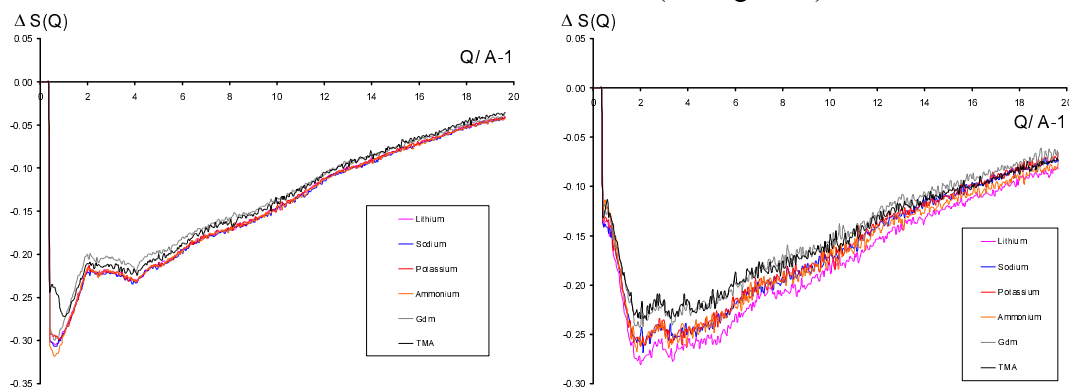 Δ S(Q)
0.05
Q/ A-1
0.00
0 2 4 6 8 10 12 14 16 18 20
-0.05
-0.10
-0.15
-0.20
-0.25
-0.30
-0.35
Lithium
Sodium
Potassium
Ammonium
Gdm
TMA
Δ S(Q)
0.05
0.00
0 2 4 6 8 10 12 14 16 18 20
Q/ A-1
-0.05
-0.10
-0.15
-0.20
-0.25
-0.30
Lithium
Sodium
Potassium
Ammonium
Gdm
TMA